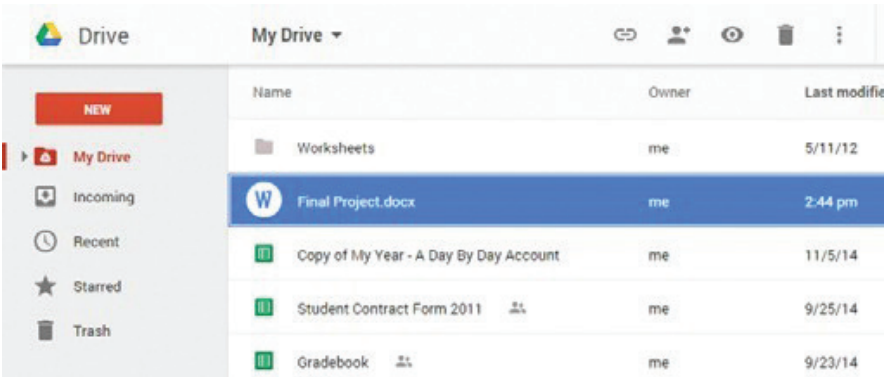 Drive
My Drive
NEW
My Drive
Incoming
Recent
Starred
Trash
Name Owner Last modifie
Worksheets me 5/11/12
W Final Project.docx me 2:44 pm
Copy of My Year - A Day By Day Account me 11/5/14
Student Contract Form 2011 me 9/25/14
Gradebook me 9/23/14